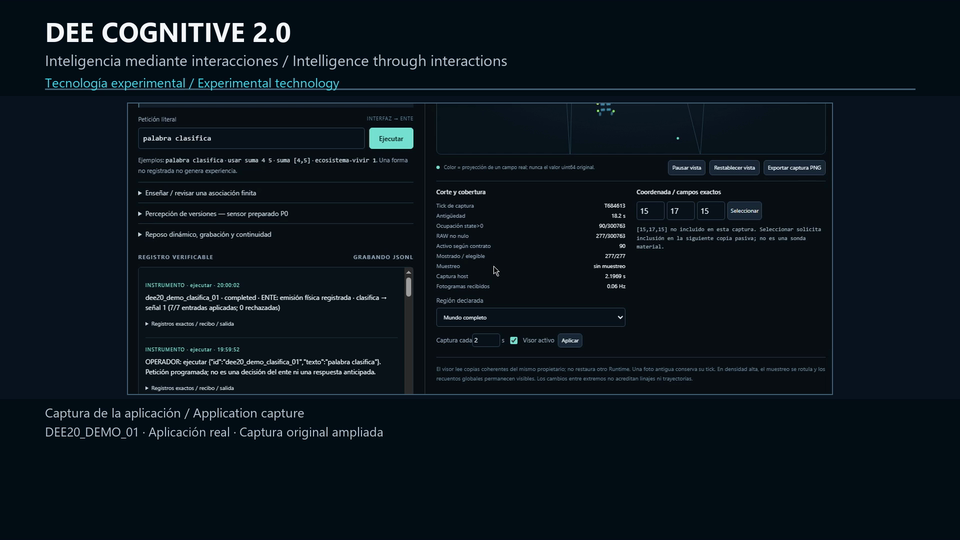 DEE COGNITIVE 2.0
Inteligencia mediante interacciones / Intelligence through interactions
Tecnología experimental / Experimental technology
Petición literal
INTERFAZ → ENTE
palabra clasifica
Ejecutar
Ejemplos: palabra clasifica · usar suma 4 5 · suma [4,5] · ecosistema-vivir 1. Una forma
no registrada no genera experiencia.
▸ Enseñar / revisar una asociación finita
▸ Percepción de versiones — sensor preparado P0
▸ Reposo dinámico, grabación y continuidad
REGISTRO VERIFICABLE
GRABANDO JSONL
INSTRUMENTO · ejecutar · 20:00:02
dee20_demo_clasifica_01 · completed · ENTE: emisión física registrada · clasifica →
señal 1 (7/7 entradas aplicadas; 0 rechazadas)
▸ Registros exactos / recibo / salida
INSTRUMENTO · ejecutar · 19:59:52
OPERADOR: ejecutar {"id":"dee20_demo_clasifica_01","texto":"palabra clasifica"}.
Petición programada; no es una decisión del ente ni una respuesta anticipada.
▸ Registros exactos / recibo / salida
Color = proyección de un campo real; nunca el valor uint64 original.
Pausar vista
Restablecer vista
Exportar captura PNG
Corte y cobertura
Tick de captura T684613
Antigüedad 18.2 s
Ocupación state>0 90/300763
RAW no nulo 277/300763
Activo según contrato 90
Mostrado / elegible 277/277
Muestreo sin muestreo
Captura host 2.1969 s
Fotogramas recibidos 0.06 Hz
Región declarada
Mundo completo
Captura cada 2 s
Visor activo
Aplicar
Coordenada / campos exactos
15 17 15 Seleccionar
[15,17,15] no incluido en esta captura. Seleccionar solicita
inclusión en la siguiente copia pasiva; no es una sonda
material.
El visor lee copias coherentes del mismo propietario; no restaura otro Runtime. Una foto antigua conserva su tick. En densidad alta, el muestreo se rotula y los
recuentos globales permanecen visibles. Los cambios entre extremos no acreditan linajes ni trayectorias.
Captura de la aplicación / Application capture
DEE20_DEMO_01 · Aplicación real · Captura original ampliada